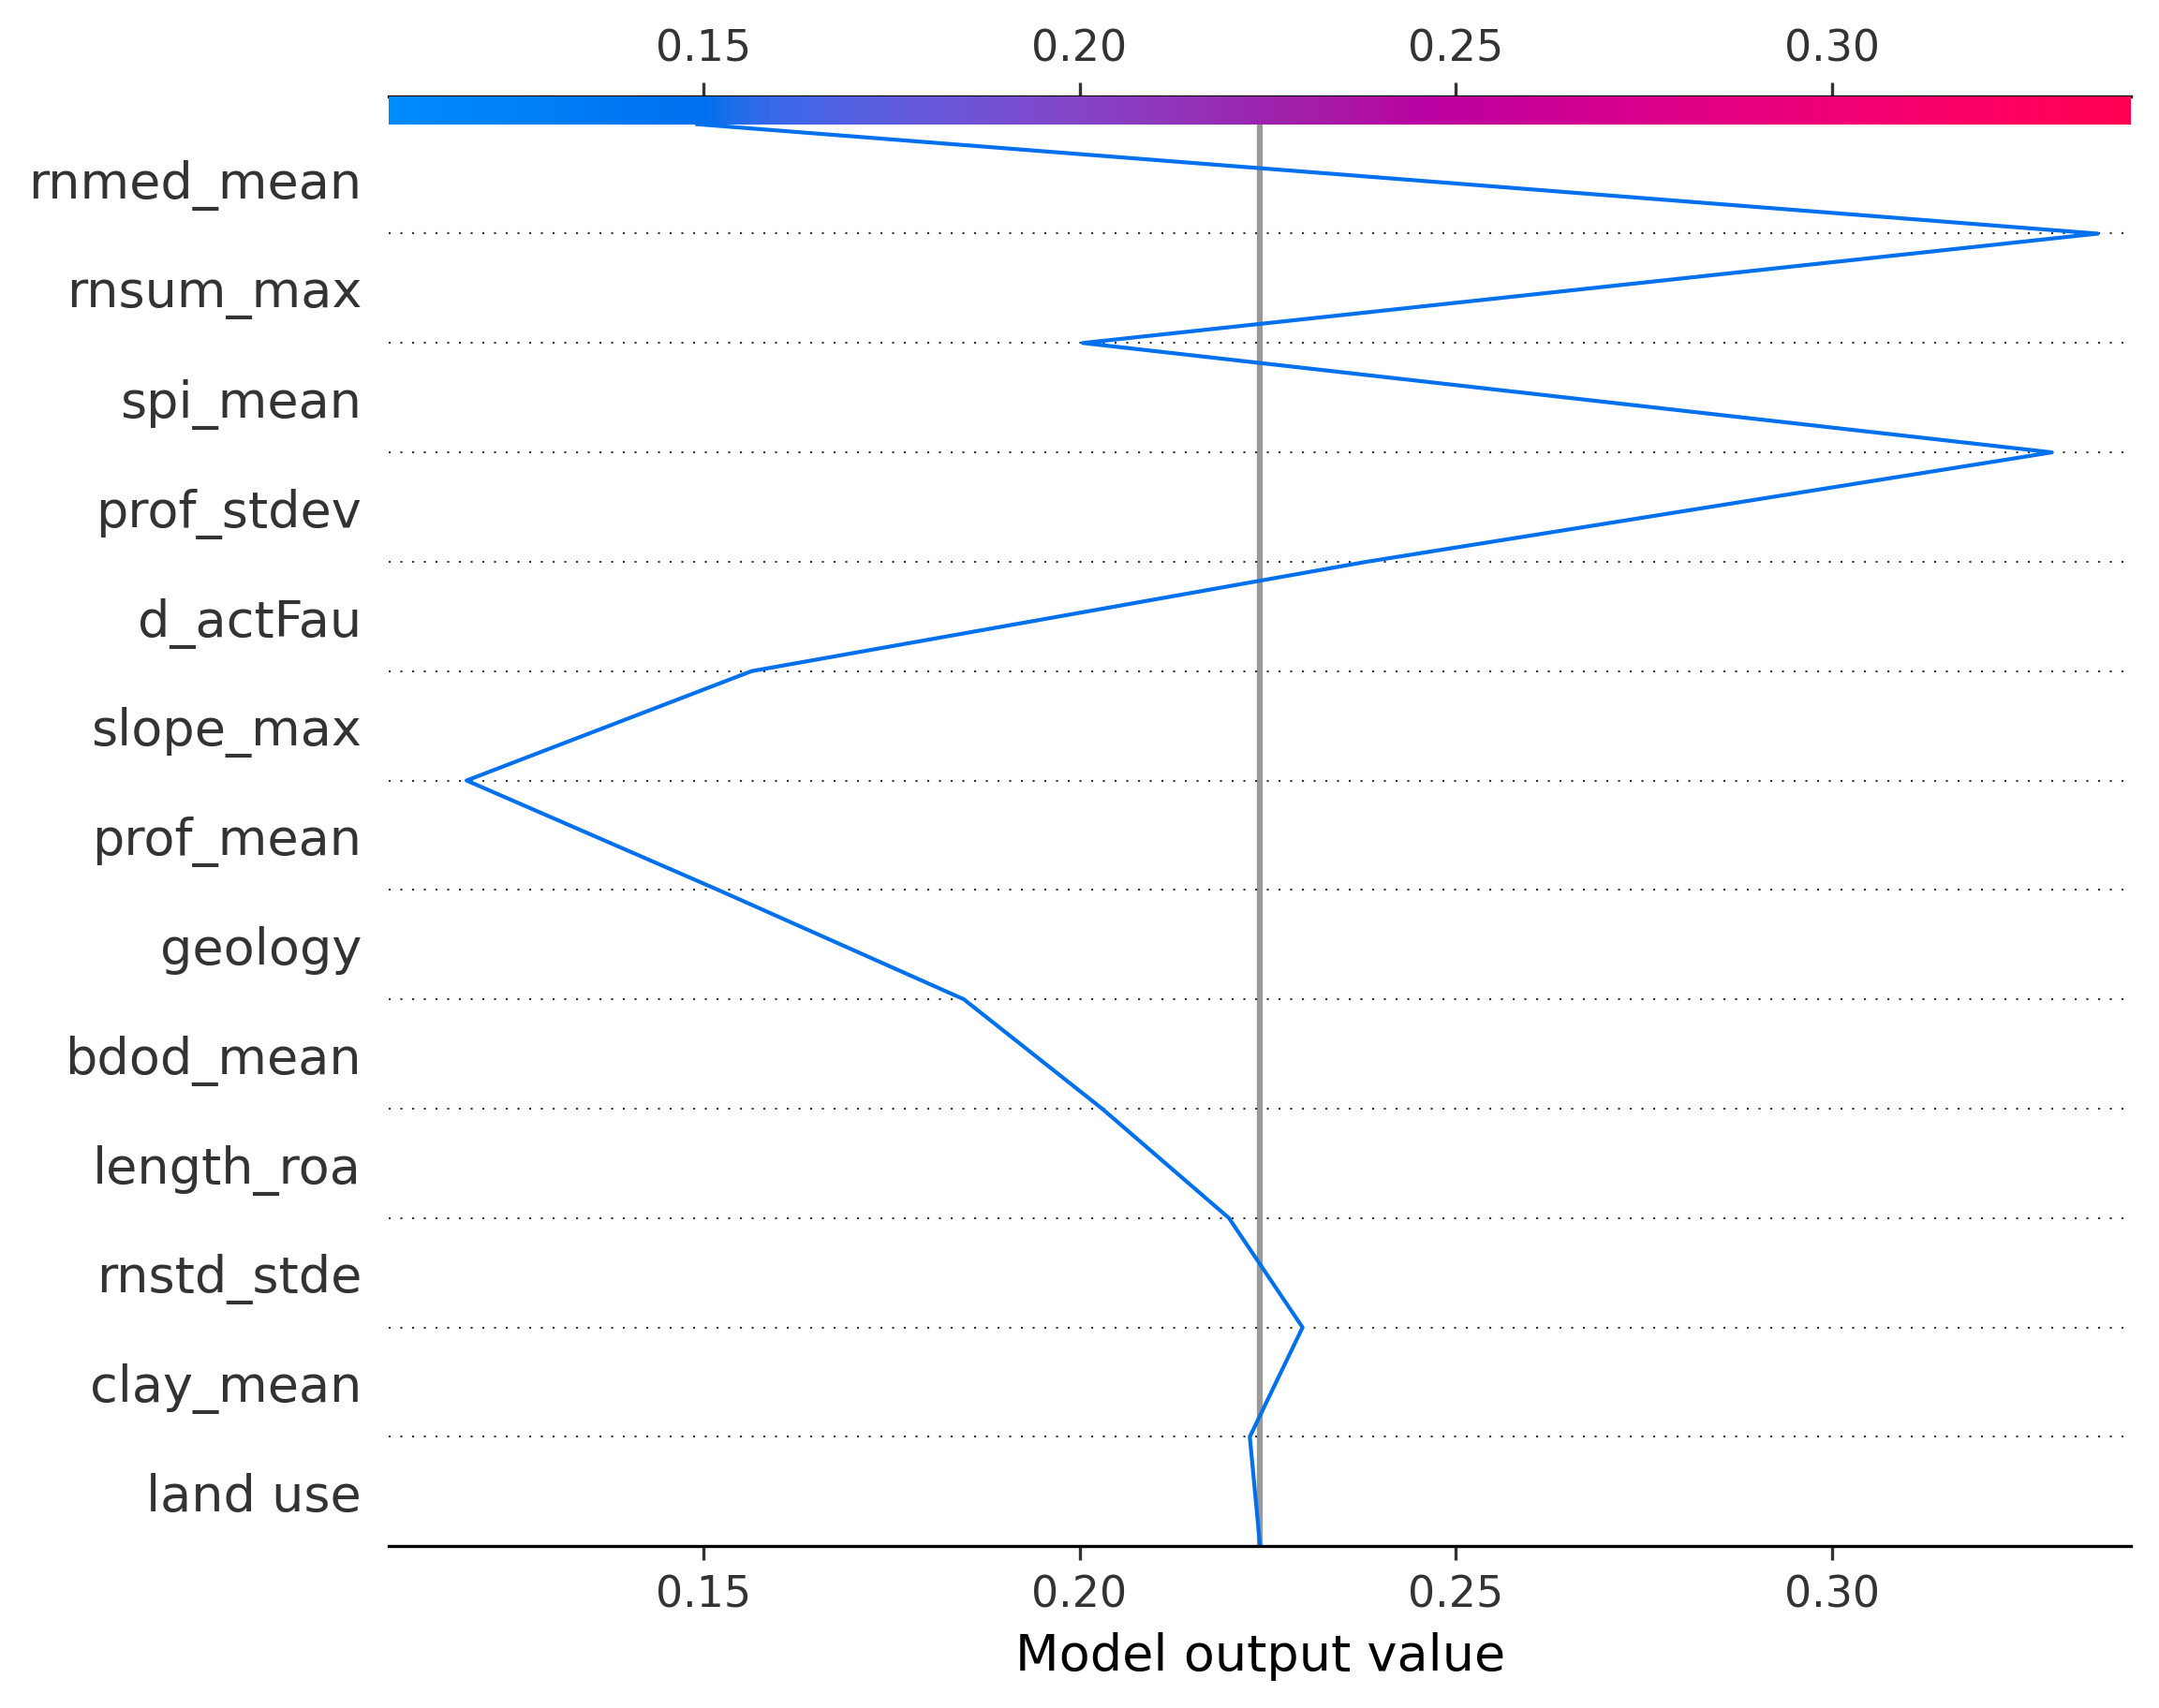 0.15 0.20 0.25 0.30
rnmed_mean
rnsum_max
spi_mean
prof_stdev
d_actFau
slope_max
prof_mean
geology
bdod_mean
length_roa
rnstd_stde
clay_mean
land use
0.15 0.20 0.25 0.30
Model output value